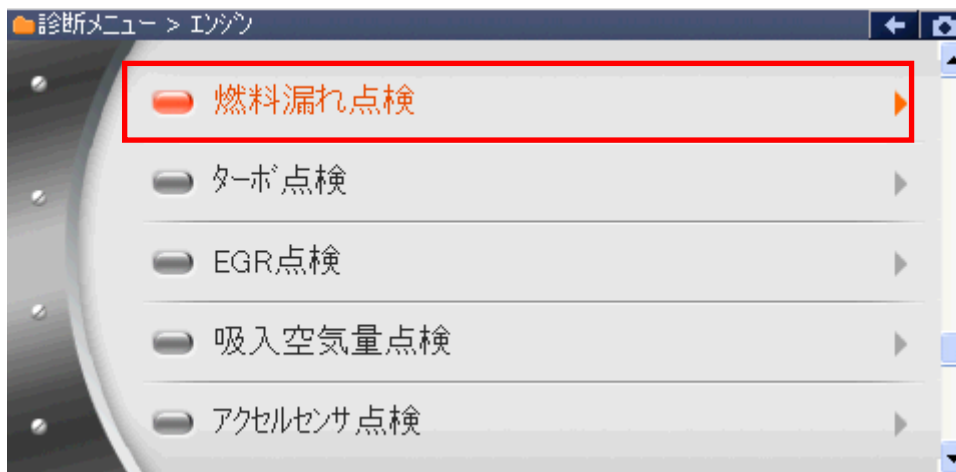 診断メニュー > エンジン
燃料漏れ点検
ターボ点検
EGR点検
吸入空気量点検
アクセルセンサ点検